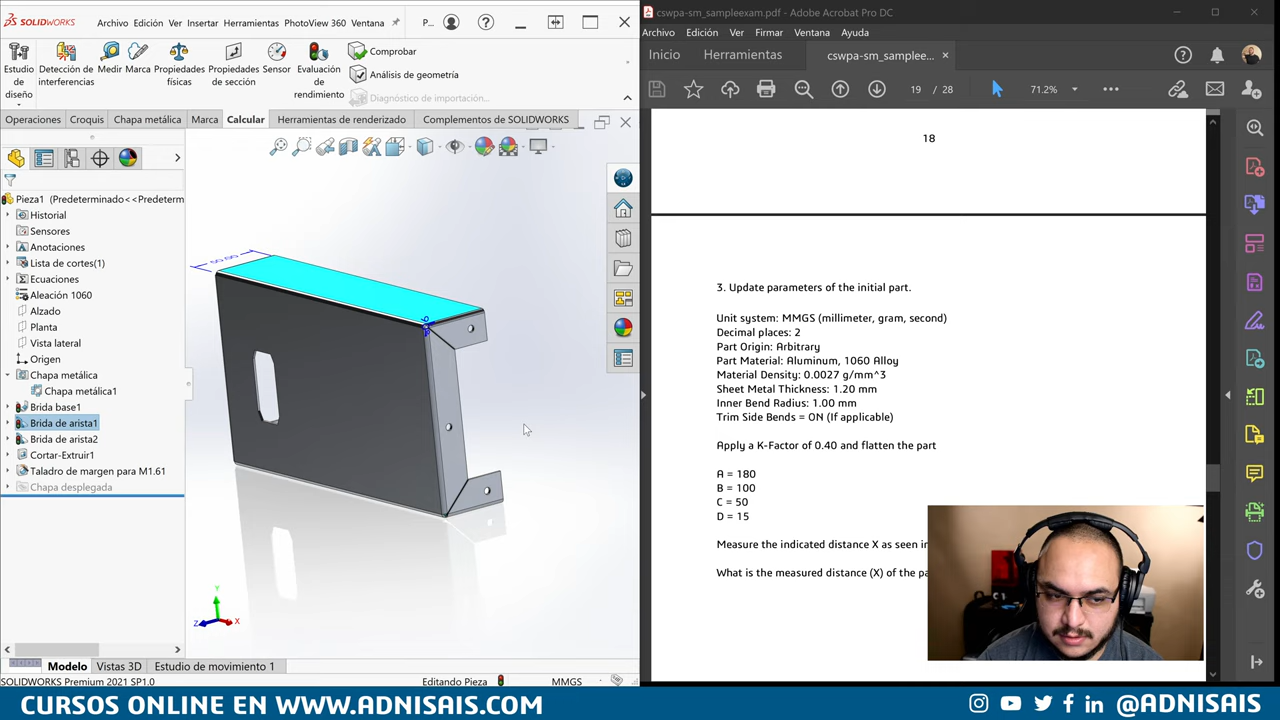 SOLIDWORKS
Archivo Edición Ver Insertar Herramientas PhotoView 360 Ventana
P...
Estudio de diseño
Detección de interferencias
Medir
Marca
Propiedades físicas
Propiedades de sección
Sensor
Evaluación de rendimiento
Comprobar
Análisis de geometría
Diagnóstico de importación...
Operaciones Croquis Chapa metálica Marca Calcular Herramientas de renderizado Complementos de SOLIDWORKS
Pieza1 (Predeterminado<<Predeterm
Historial
Sensores
Anotaciones
Lista de cortes(1)
Ecuaciones
Aleación 1060
Alzado
Planta
Vista lateral
Origen
Chapa metálica
Chapa metálica1
Brida base1
Brida de arista1
Brida de arista2
Cortar-Extruir1
Taladro de margen para M1.61
Chapa desplegada
50.00
Y
Z
X
Modelo Vistas 3D Estudio de movimiento 1
SOLIDWORKS Premium 2021 SP1.0
Editando Pieza
MMGS
cswpa-sm_sampleexam.pdf - Adobe Acrobat Pro DC
Archivo Edición Ver Firmar Ventana Ayuda
Inicio Herramientas cswpa-sm_samplee...
19 / 28
71.2%
18
3. Update parameters of the initial part.
Unit system: MMGS (millimeter, gram, second)
Decimal places: 2
Part Origin: Arbitrary
Part Material: Aluminum, 1060 Alloy
Material Density: 0.0027 g/mm^3
Sheet Metal Thickness: 1.20 mm
Inner Bend Radius: 1.00 mm
Trim Side Bends = ON (If applicable)
Apply a K-Factor of 0.40 and flatten the part
A = 180
B = 100
C = 50
D = 15
Measure the indicated distance X as seen in
What is the measured distance (X) of the pa
CURSOS ONLINE EN WWW.ADNISAIS.COM
@ADNISAIS